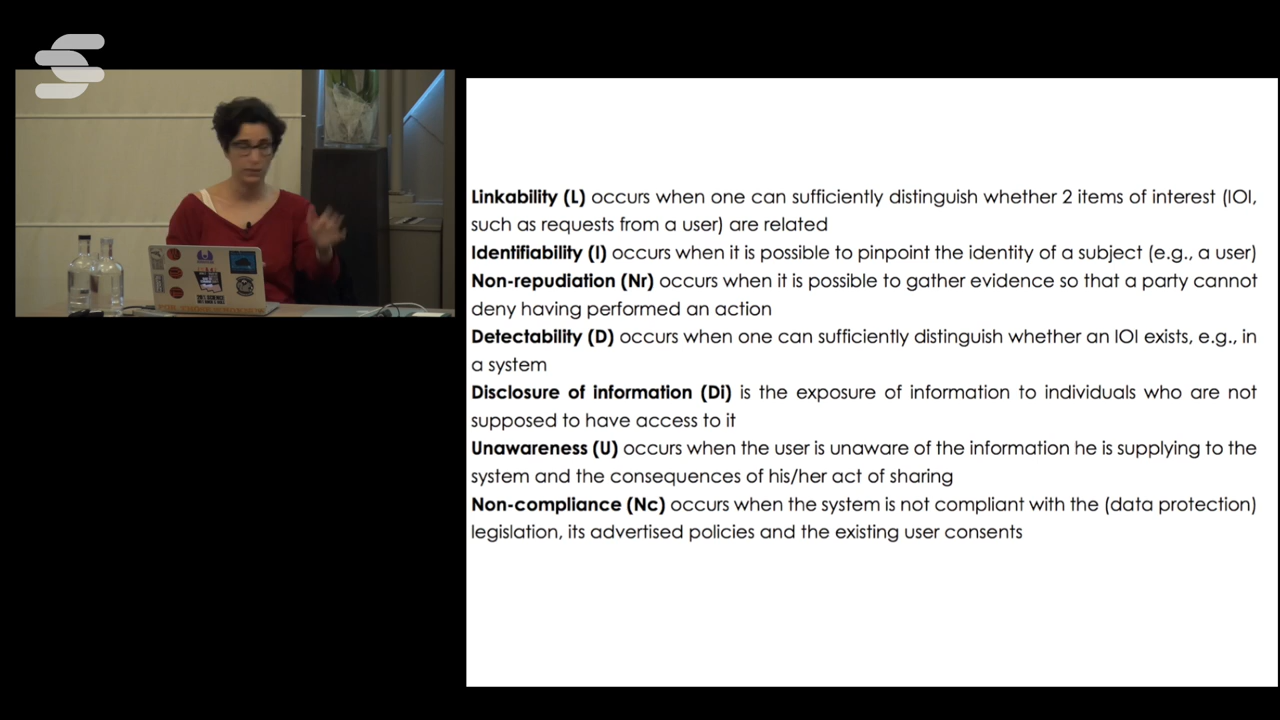 Linkability (L) occurs when one can sufficiently distinguish whether 2 items of interest (IOI,
such as requests from a user) are related
Identifiability (I) occurs when it is possible to pinpoint the identity of a subject (e.g., a user)
Non-repudiation (Nr) occurs when it is possible to gather evidence so that a party cannot
deny having performed an action
Detectability (D) occurs when one can sufficiently distinguish whether an IOI exists, e.g., in
a system
Disclosure of information (Di) is the exposure of information to individuals who are not
supposed to have access to it
Unawareness (U) occurs when the user is unaware of the information he is supplying to the
system and the consequences of his/her act of sharing
Non-compliance (Nc) occurs when the system is not compliant with the (data protection)
legislation, its advertised policies and the existing user consents